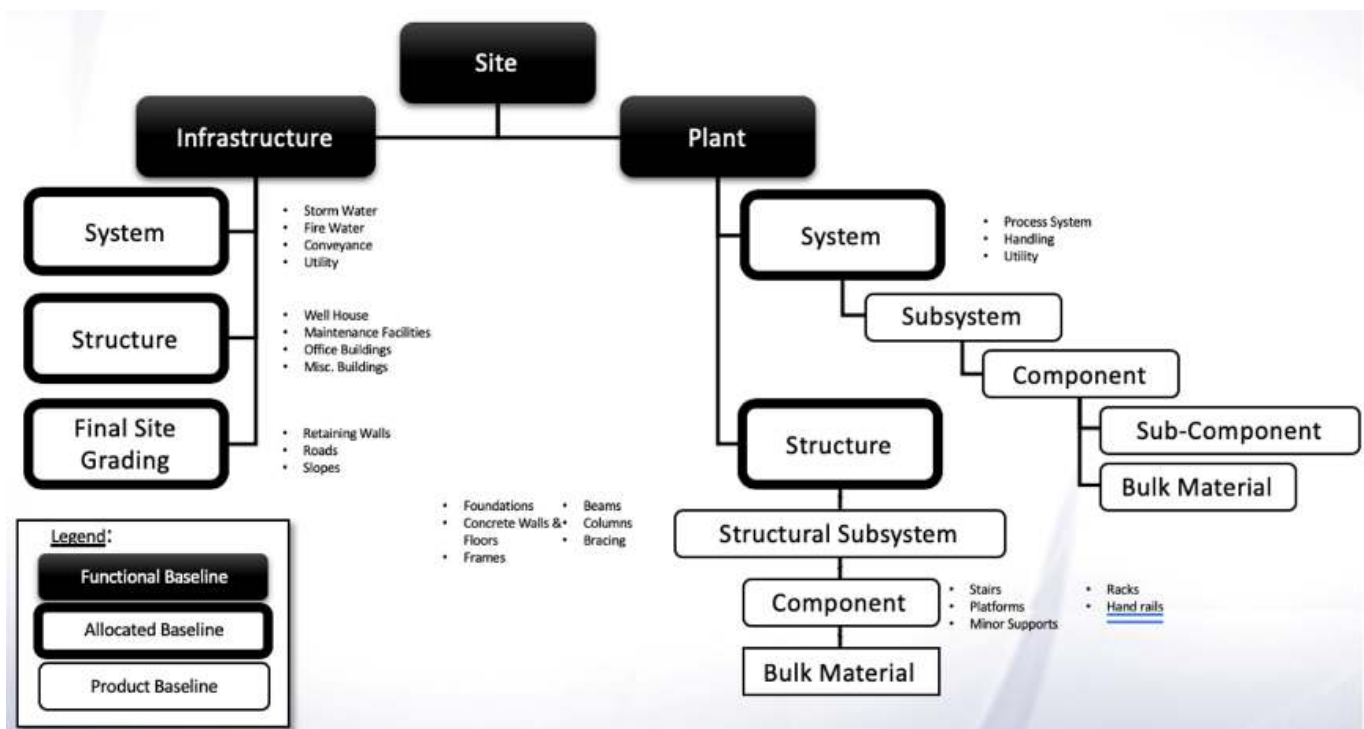 Site
Infrastructure
Plant
System
• Storm Water
• Fire Water
• Conveyance
• Utility
Structure
• Well House
• Maintenance Facilities
• Office Buildings
• Misc. Buildings
Final Site
Grading
• Retaining Walls
• Roads
• Slopes
System
• Process System
• Handling
• Utility
Subsystem
Component
Sub-Component
Bulk Material
Structure
• Foundations
• Concrete Walls &
Floors
• Frames
• Beams
• Columns
• Bracing
Structural Subsystem
Component
• Stairs
• Platforms
• Minor Supports
• Racks
• Hand rails
Bulk Material
Legend:
Functional Baseline
Allocated Baseline
Product Baseline